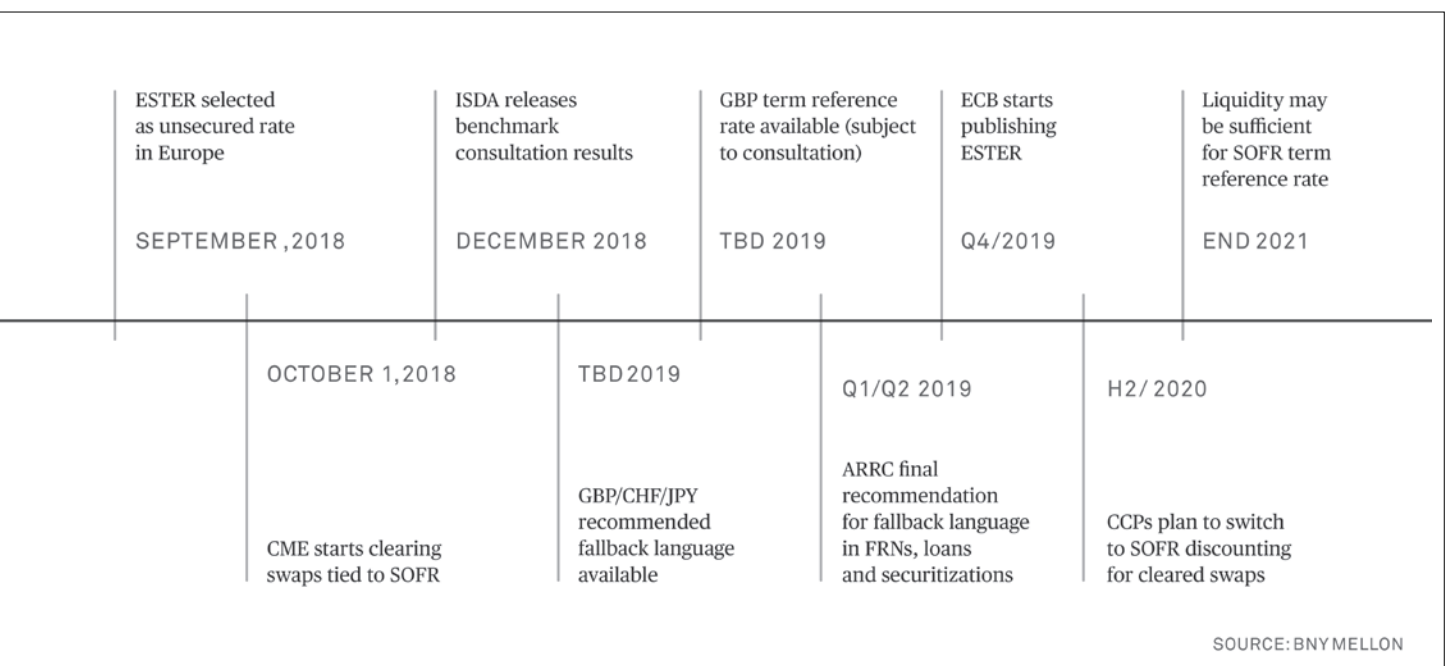 ESTER selected
as unsecured rate
in Europe
SEPTEMBER ,2018
ISDA releases
benchmark
consultation results
DECEMBER 2018
GBP term reference
rate available (subject
to consultation)
TBD 2019
ECB starts
publishing
ESTER
Q4/2019
Liquidity may
be sufficient
for SOFR term
reference rate
END 2021
OCTOBER 1,2018
CME starts clearing
swaps tied to SOFR
TBD2019
GBP/CHF/JPY
recommended
fallback language
available
Q1/Q2 2019
ARRC final
recommendation
for fallback language
in FRNs, loans
and securitizations
H2/ 2020
CCPs plan to switch
to SOFR discounting
for cleared swaps
SOURCE: BNY MELLON